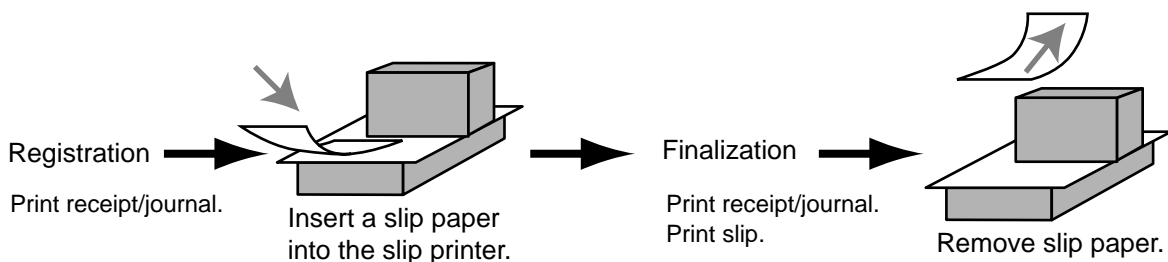 Registration
Print receipt/journal.
Insert a slip paper
into the slip printer.
Finalization
Print receipt/journal.
Print slip.
Remove slip paper.